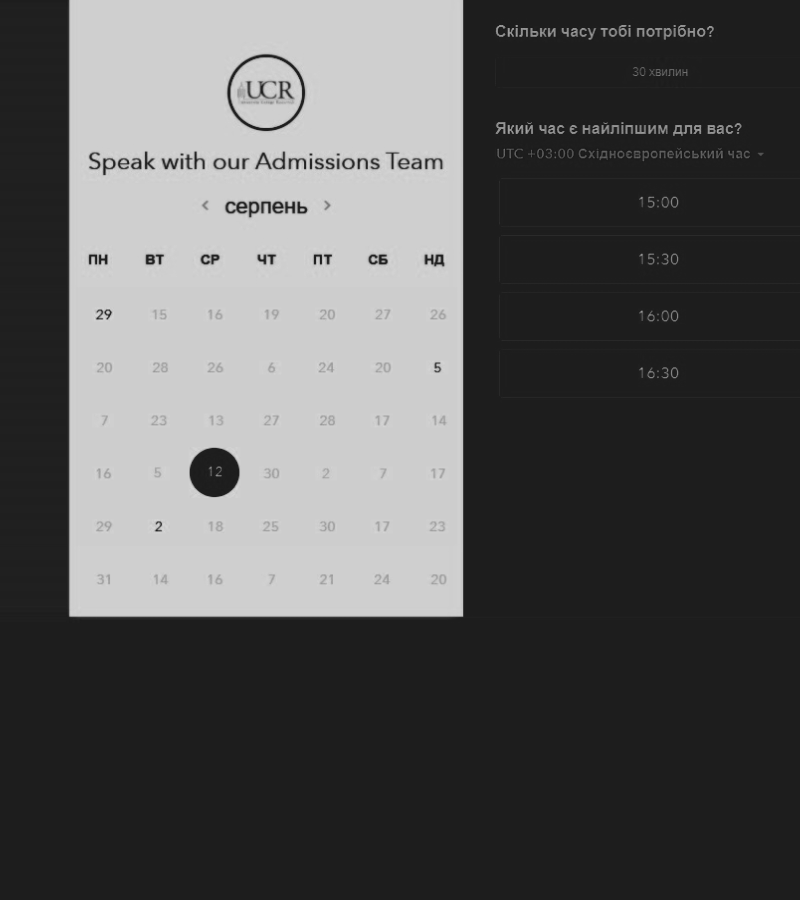 UCR
Speak with our Admissions Team
< серпень >
ПН ВТ СР ЧТ ПТ СБ НД
29 15 16 19 20 27 26
20 28 26 6 24 20 5
7 23 13 27 28 17 14
16 5 12 30 2 7 17
29 2 18 25 30 17 23
31 14 16 7 21 24 20
Скільки часу тобі потрібно?
30 хвилин
Який час є найліпшим для вас?
UTC +03:00 Східноєвропейський час
15:00
15:30
16:00
16:30